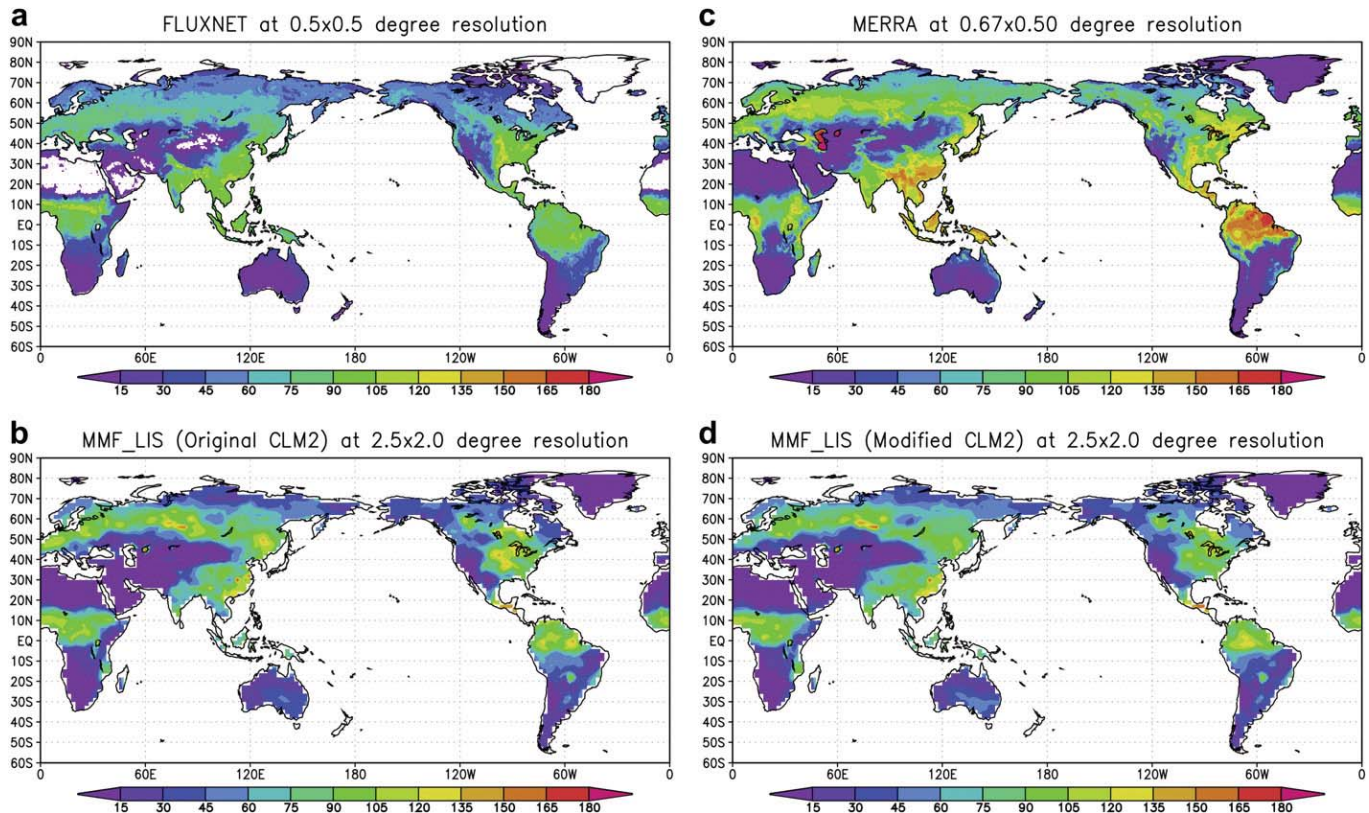 a
FLUXNET at 0.5x0.5 degree resolution
90N
80N
70N
60N
50N
40N
30N
20N
10N
EQ
10S
20S
30S
40S
50S
60S
0 60E 120E 180 120W 60W 0
15 30 45 60 75 90 105 120 135 150 165 180
c
MERRA at 0.67x0.50 degree resolution
90N
80N
70N
60N
50N
40N
30N
20N
10N
EQ
10S
20S
30S
40S
50S
60S
0 60E 120E 180 120W 60W 0
15 30 45 60 75 90 105 120 135 150 165 180
b
MMF_LIS (Original CLM2) at 2.5x2.0 degree resolution
90N
80N
70N
60N
50N
40N
30N
20N
10N
EQ
10S
20S
30S
40S
50S
60S
0 60E 120E 180 120W 60W 0
15 30 45 60 75 90 105 120 135 150 165 180
d
MMF_LIS (Modified CLM2) at 2.5x2.0 degree resolution
90N
80N
70N
60N
50N
40N
30N
20N
10N
EQ
10S
20S
30S
40S
50S
60S
0 60E 120E 180 120W 60W 0
15 30 45 60 75 90 105 120 135 150 165 180